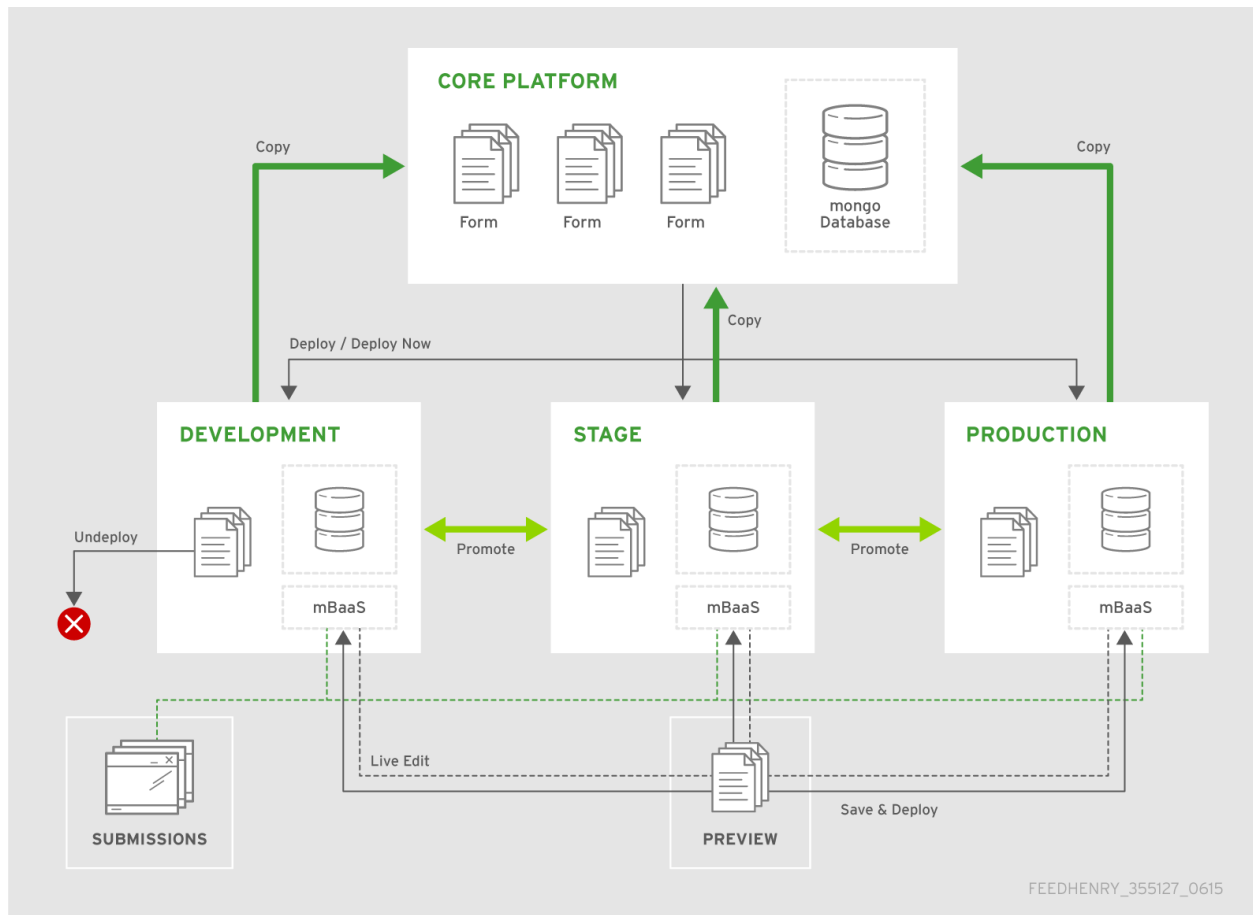 CORE PLATFORM
Copy
Copy
Form
Form
Form
mongo
Database
Copy
Deploy / Deploy Now
DEVELOPMENT
STAGE
PRODUCTION
Undeploy
Promote
Promote
mBaaS
mBaaS
mBaaS
Live Edit
Save & Deploy
SUBMISSIONS
PREVIEW
FEEDHENRY_355127_0615